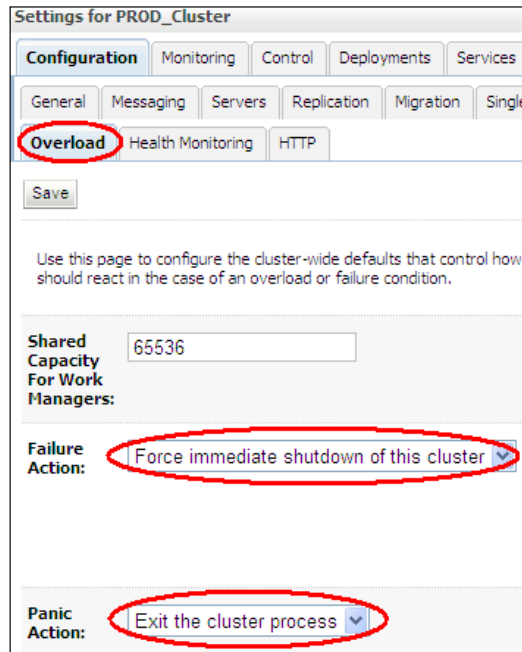 Settings for PROD_Cluster
Configuration Monitoring Control Deployments Services
General Messaging Servers Replication Migration Single
Overload Health Monitoring HTTP
Save
Use this page to configure the cluster-wide defaults that control how
should react in the case of an overload or failure condition.
Shared
Capacity
For Work
Managers:
65536
Failure
Action:
Force immediate shutdown of this cluster
Panic
Action:
Exit the cluster process